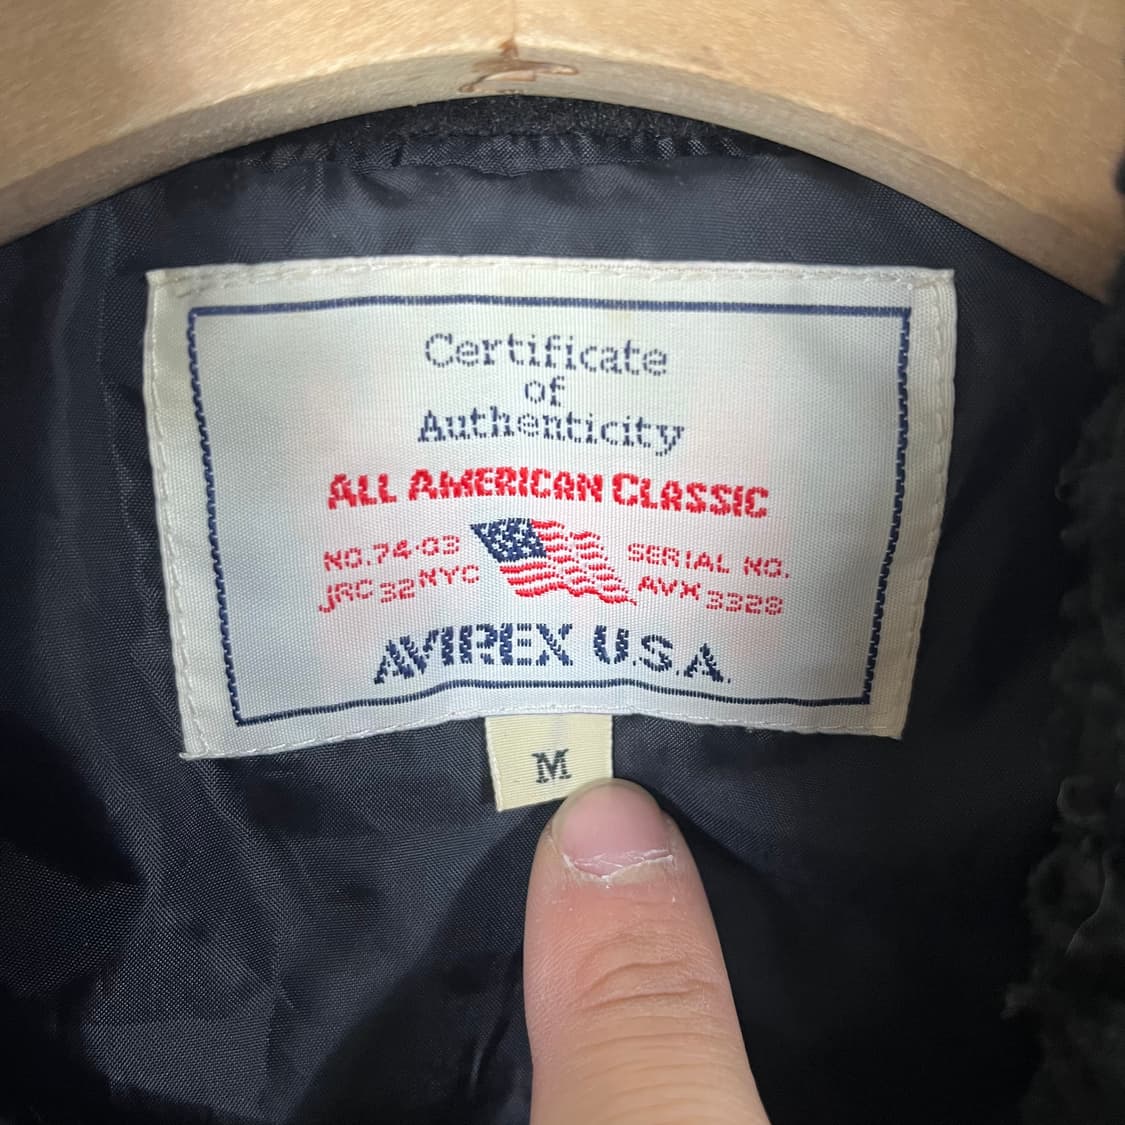 Certificate
of
Authenticity
ALL AMERICAN CLASSIC
NO.74-03 SERIAL NO.
JRC 32 NYC AVX 3328
AVIREX U.S.A.
M